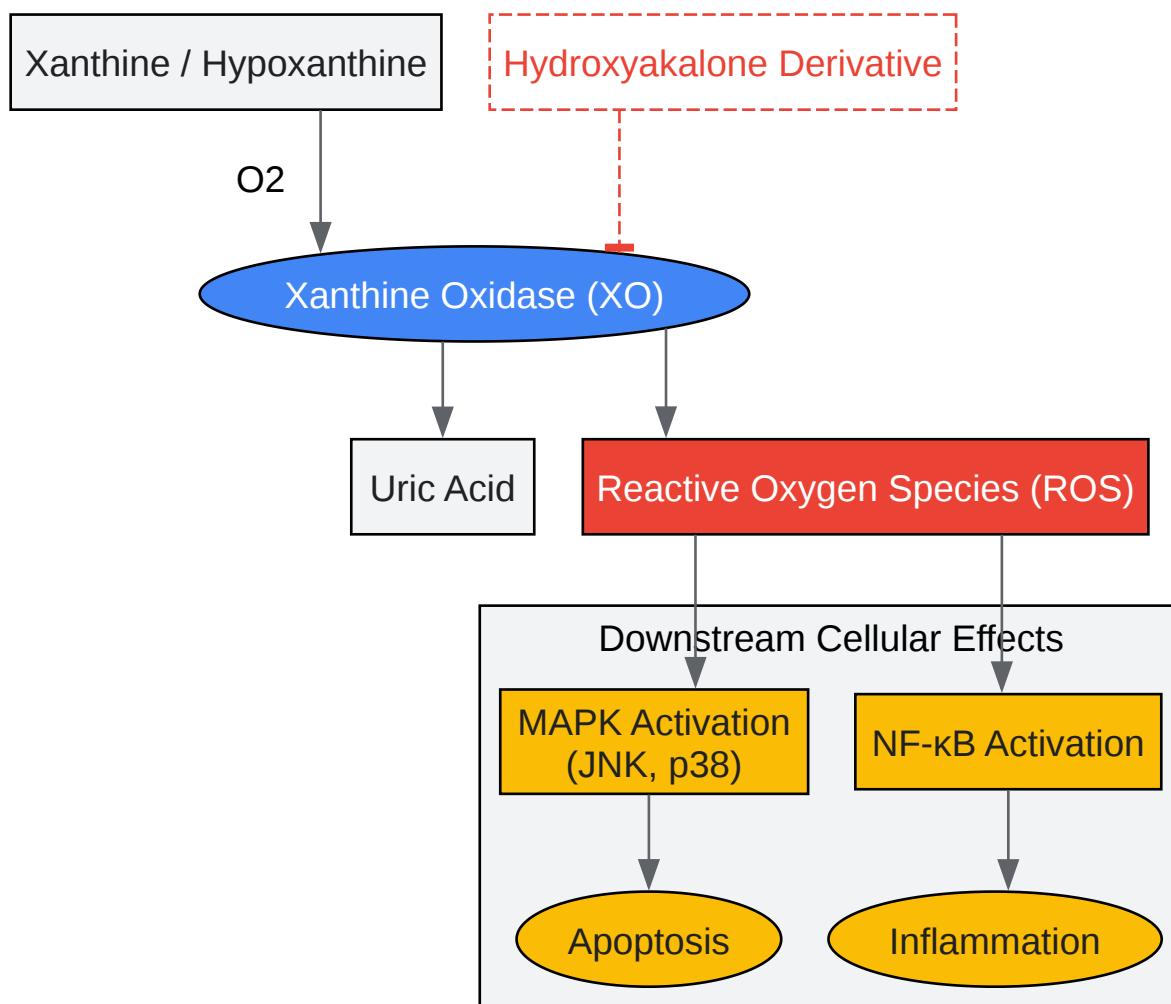 Xanthine / Hypoxanthine
Hydroxyakalone Derivative
O2
Xanthine Oxidase (XO)
Uric Acid
Reactive Oxygen Species (ROS)
Downstream Cellular Effects
MAPK Activation
(JNK, p38)
NF-κB Activation
Apoptosis
Inflammation